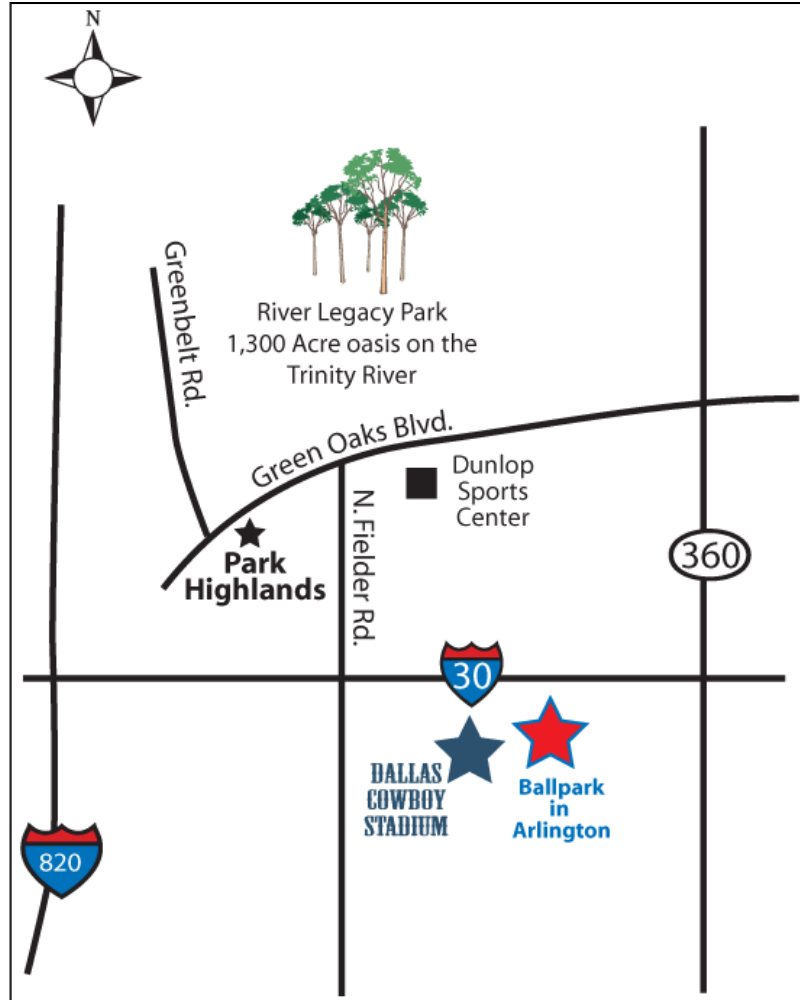 N
River Legacy Park
1,300 Acre oasis on the
Trinity River
Greenbelt Rd.
Green Oaks Blvd.
Dunlop
Sports
Center
Park
Highlands
N. Fielder Rd.
360
30
DALLAS
COWBOY
STADIUM
Ballpark
in
Arlington
820